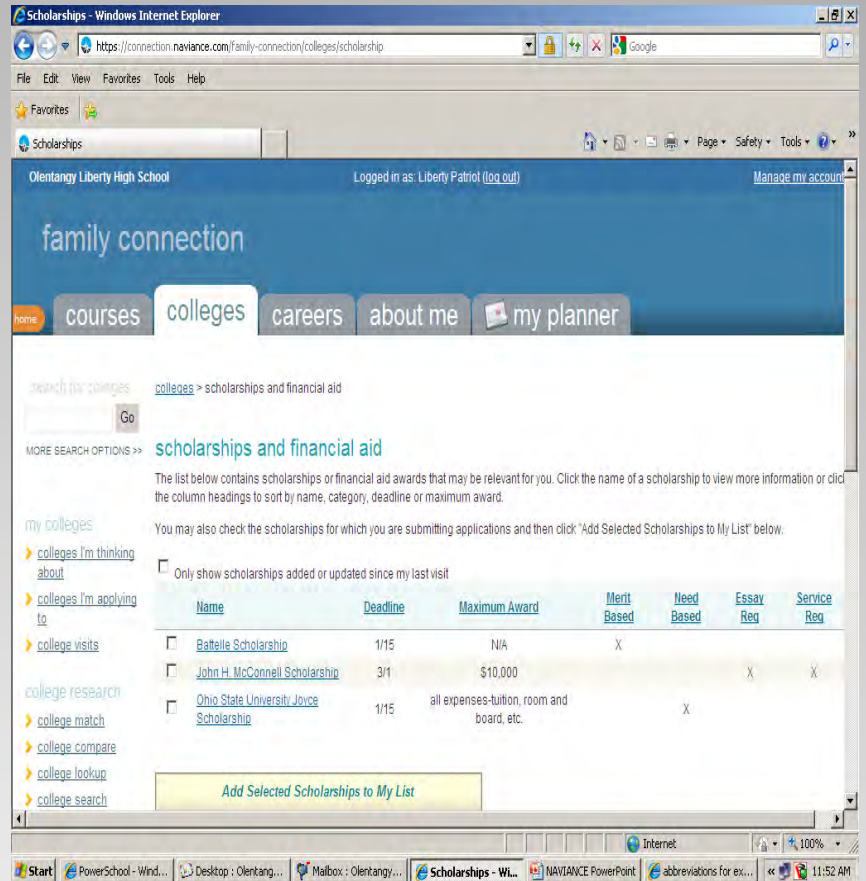 Scholarships - Windows Internet Explorer
https://connection.naviance.com/family-connection/colleges/scholarship
Google
File Edit View Favorites Tools Help
Favorites
Scholarships
Page Safety Tools
Olentangy Liberty High School Logged in as: Liberty Patriot (log out) Manage my account
family connection
home courses colleges careers about me my planner
search for colleges
colleges > scholarships and financial aid
Go
MORE SEARCH OPTIONS >>
scholarships and financial aid
The list below contains scholarships or financial aid awards that may be relevant for you. Click the name of a scholarship to view more information or clic
the column headings to sort by name, category, deadline or maximum award.
You may also check the scholarships for which you are submitting applications and then click "Add Selected Scholarships to My List" below.
my colleges
colleges I'm thinking
about
colleges I'm applying
to
college visits
college research
college match
college compare
college lookup
college search
Only show scholarships added or updated since my last visit
Name Deadline Maximum Award Merit Based Need Based Essay Req Service Req
Battelle Scholarship 1/15 N/A X
John H. McConnell Scholarship 3/1 $10,000 X X
Ohio State University Joyce
Scholarship 1/15 all expenses-tuition, room and
board, etc. X
Add Selected Scholarships to My List
Internet 100%
Start PowerSchool - Wind... Desktop : Olentang... Mailbox : Olentangy... Scholarships - Wi... NAVIANCE PowerPoint abbreviations for ex... « 11:52 AM